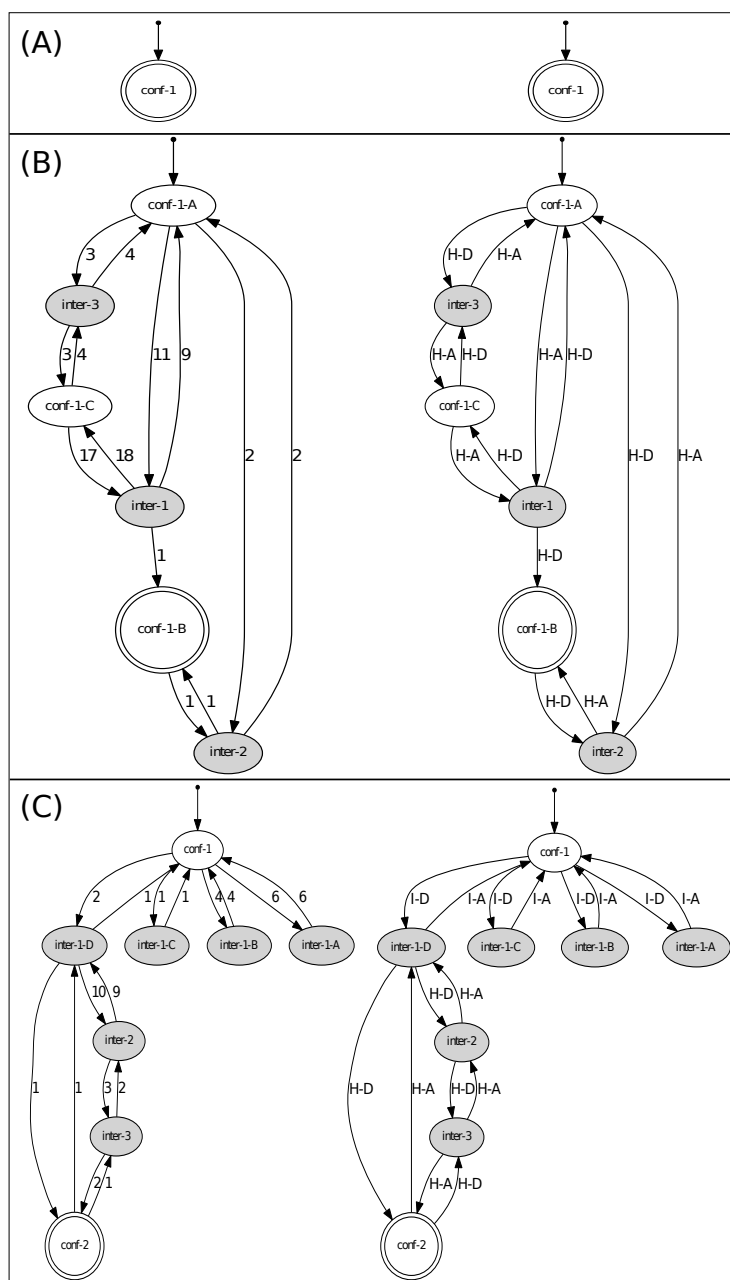 (A)
conf-1 conf-1
(B)
conf-1-A conf-1-A
3 4 H-D H-A
inter-3 inter-3
3 4 11 9 H-A H-D H-A H-D
conf-1-C conf-1-C
17 18 2 2 H-A H-D H-D H-A
inter-1 inter-1
1 H-D
conf-1-B conf-1-B
1 1 H-D H-A
inter-2 inter-2
(C)
conf-1 conf-1
2 1 1 1 4 4 6 6 I-D I-A I-D I-A I-D I-A I-D I-A
inter-1-D inter-1-C inter-1-B inter-1-A inter-1-D inter-1-C inter-1-B inter-1-A
10 9 H-D H-A
inter-2 inter-2
1 1 3 2 H-D H-A H-D H-A
inter-3 inter-3
2 1 H-A H-D
conf-2 conf-2